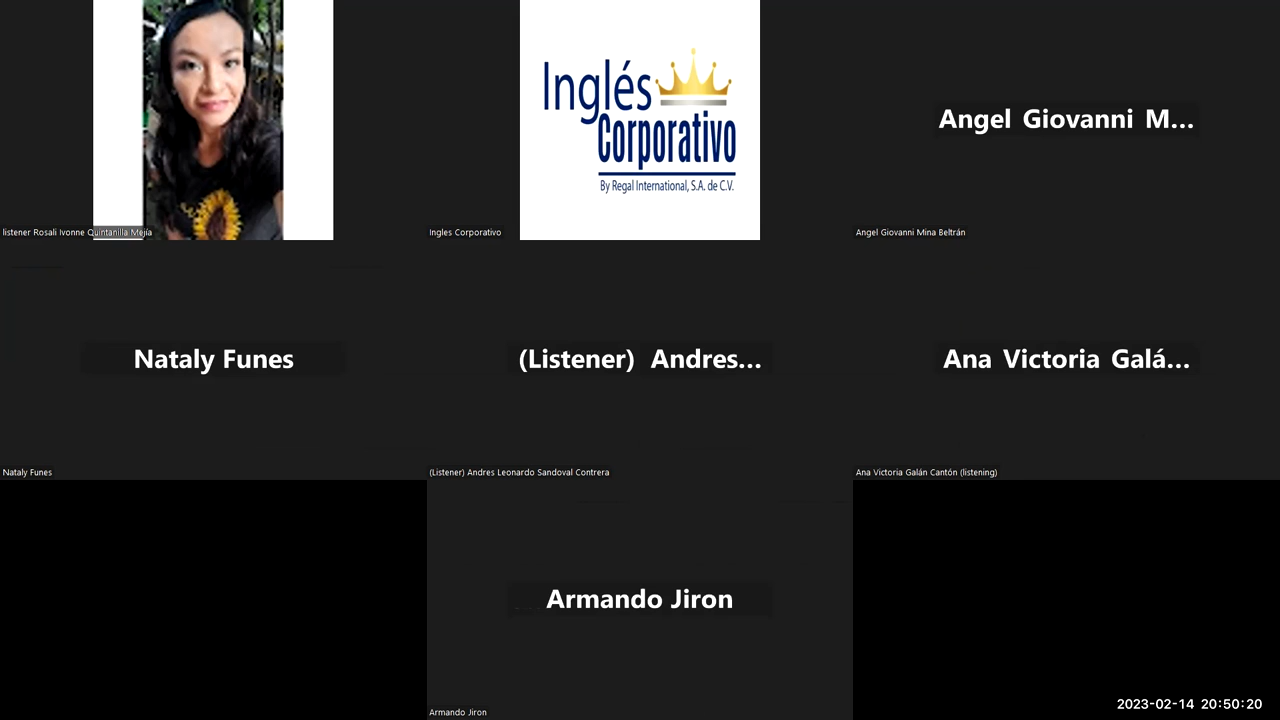 listener Rosali Ivonne Quintanilla Mejía
Inglés
Corporativo
By Regal International, S.A. de C.V.
Ingles Corporativo
Angel Giovanni M...
Angel Giovanni Mina Beltrán
Nataly Funes
Nataly Funes
(Listener) Andres...
(Listener) Andres Leonardo Sandoval Contrera
Ana Victoria Galá...
Ana Victoria Galán Cantón (listening)
Armando Jiron
Armando Jiron
2023-02-14 20:50:20